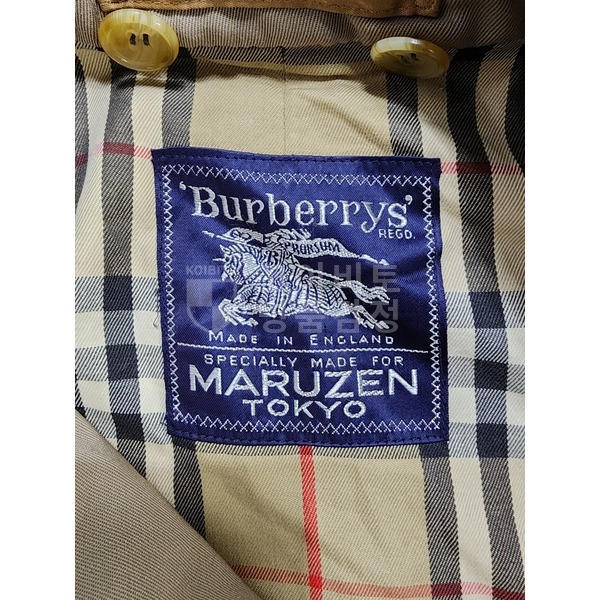 'Burberrys'
REGD.
PRORSUM
MADE IN ENGLAND
SPECIALLY MADE FOR
MARUZEN
TOKYO